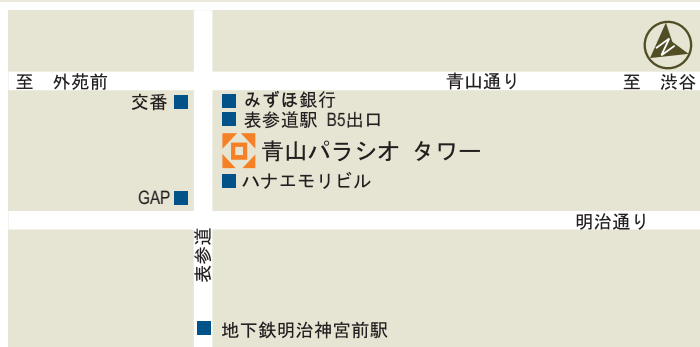 N
至 外苑前
青山通り
至 渋谷
交番
みずほ銀行
表参道駅 B5出口
青山パラシオ タワー
ハナエモリビル
GAP
明治通り
表参道
地下鉄明治神宮前駅